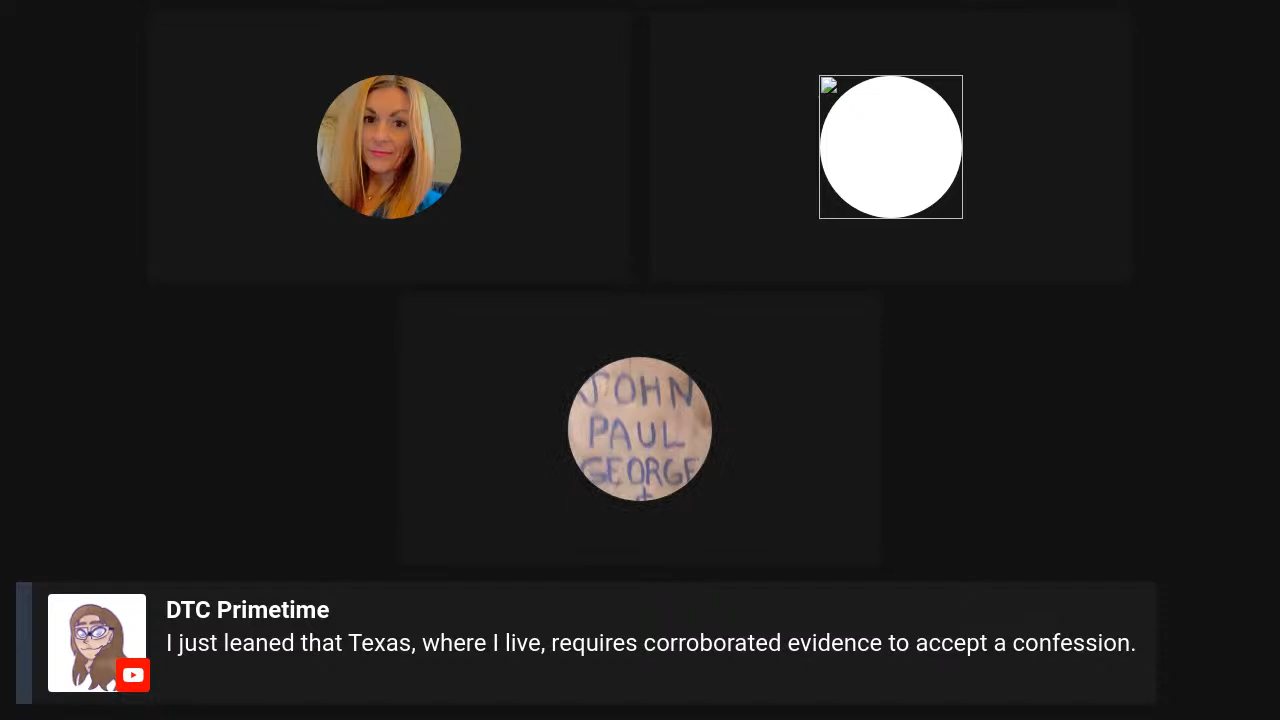 JOHN
PAUL
GEORGE
DTC Primetime
I just leaned that Texas, where I live, requires corroborated evidence to accept a confession.